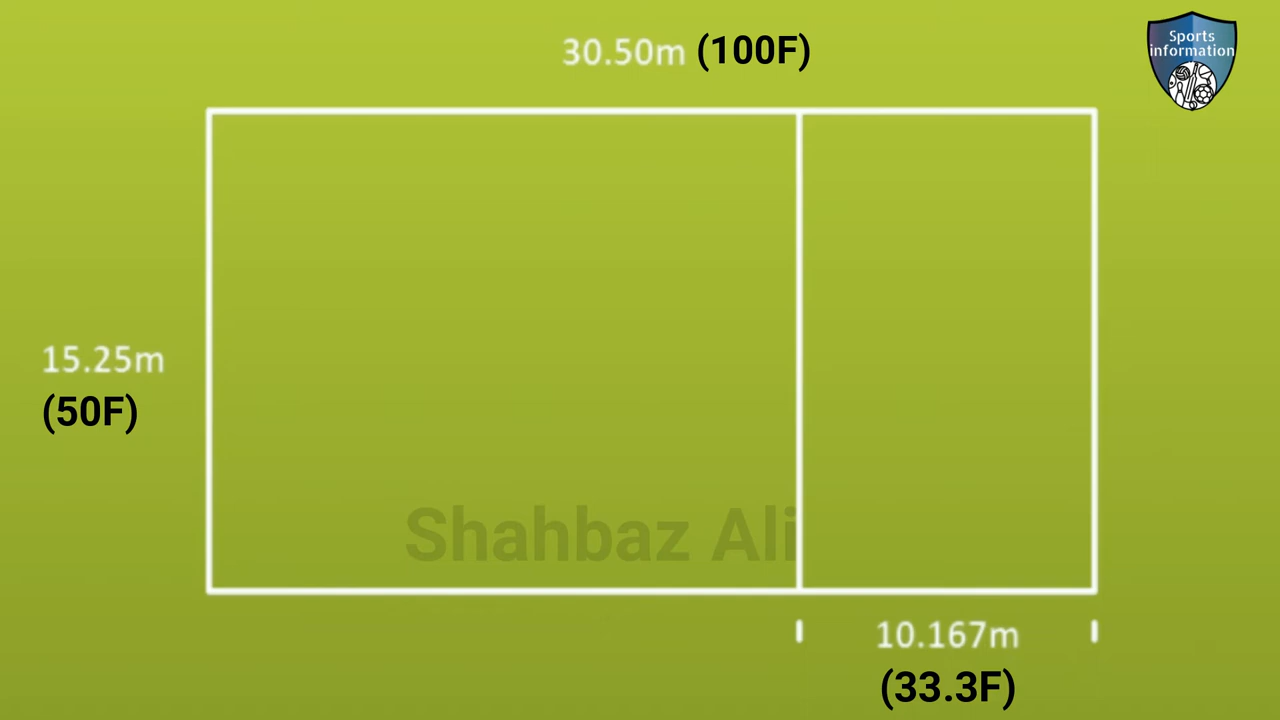 30.50m (100F)
Sports
information
15.25m
(50F)
Shahbaz Ali
10.167m
(33.3F)